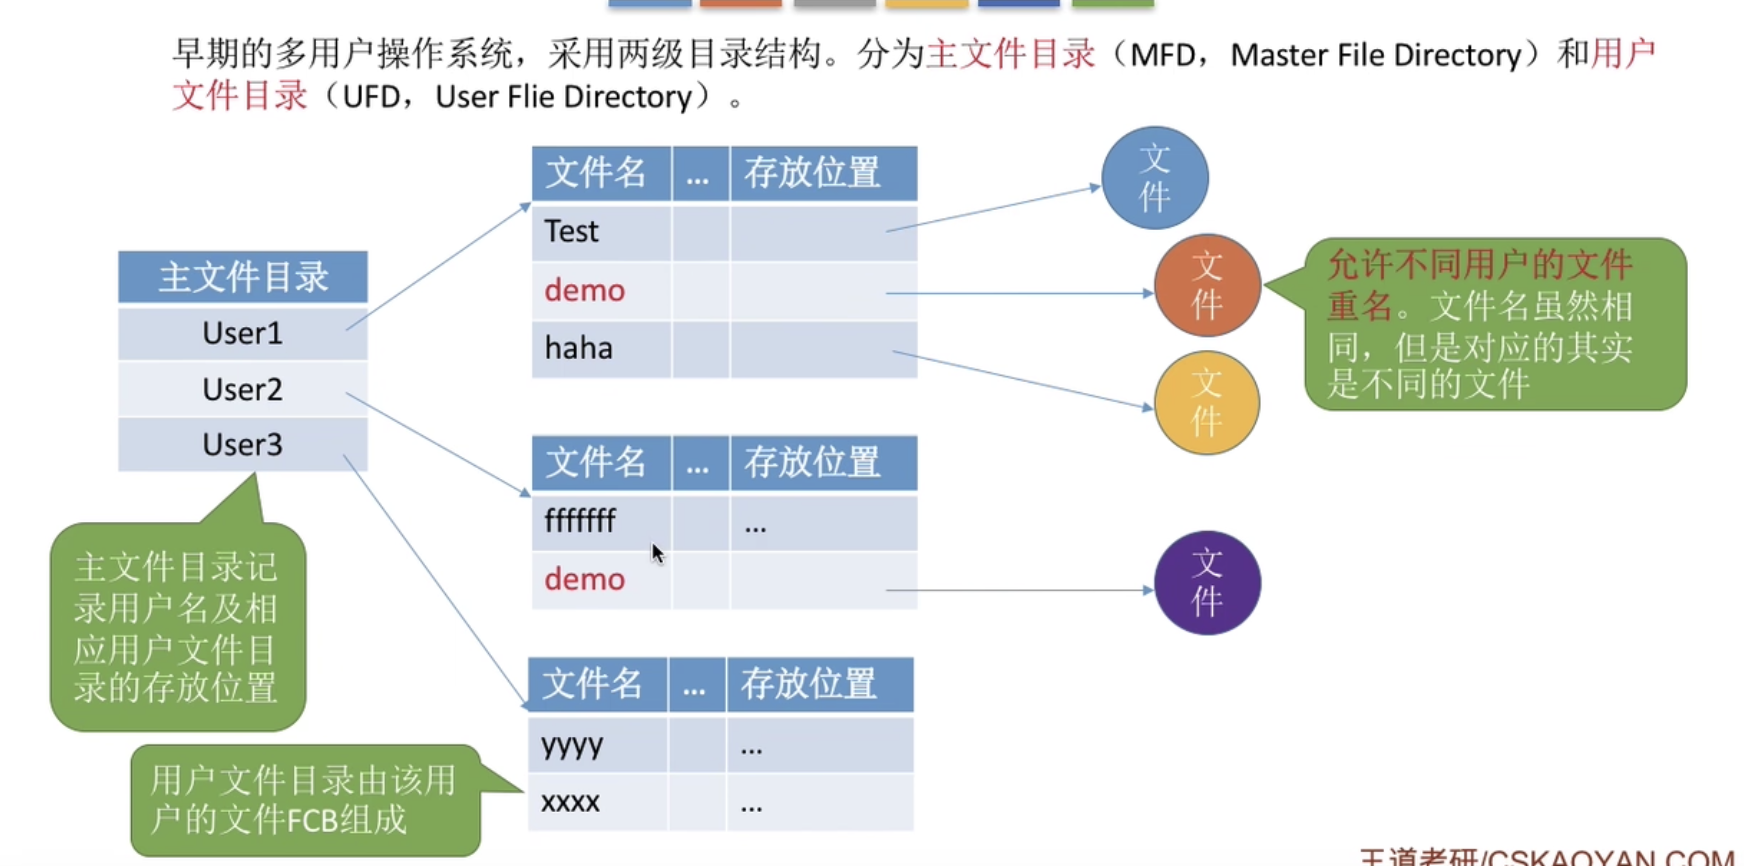 早期的多用户操作系统，采用两级目录结构。分为主文件目录（MFD，Master File Directory）和用户
文件目录（UFD，User Flie Directory）。
主文件目录
User1
User2
User3
主文件目录记
录用户名及相
应用户文件目
录的存放位置
文件名 ... 存放位置
Test
demo
haha
文件名 ... 存放位置
fffffff ...
demo
文件名 ... 存放位置
yyyy ...
xxxx ...
用户文件目录由该用
户的文件FCB组成
文
件
文
件
文
件
文
件
允许不同用户的文件
重名。文件名虽然相
同，但是对应的其实
是不同的文件
王道考研/CSKAOYAN.COM